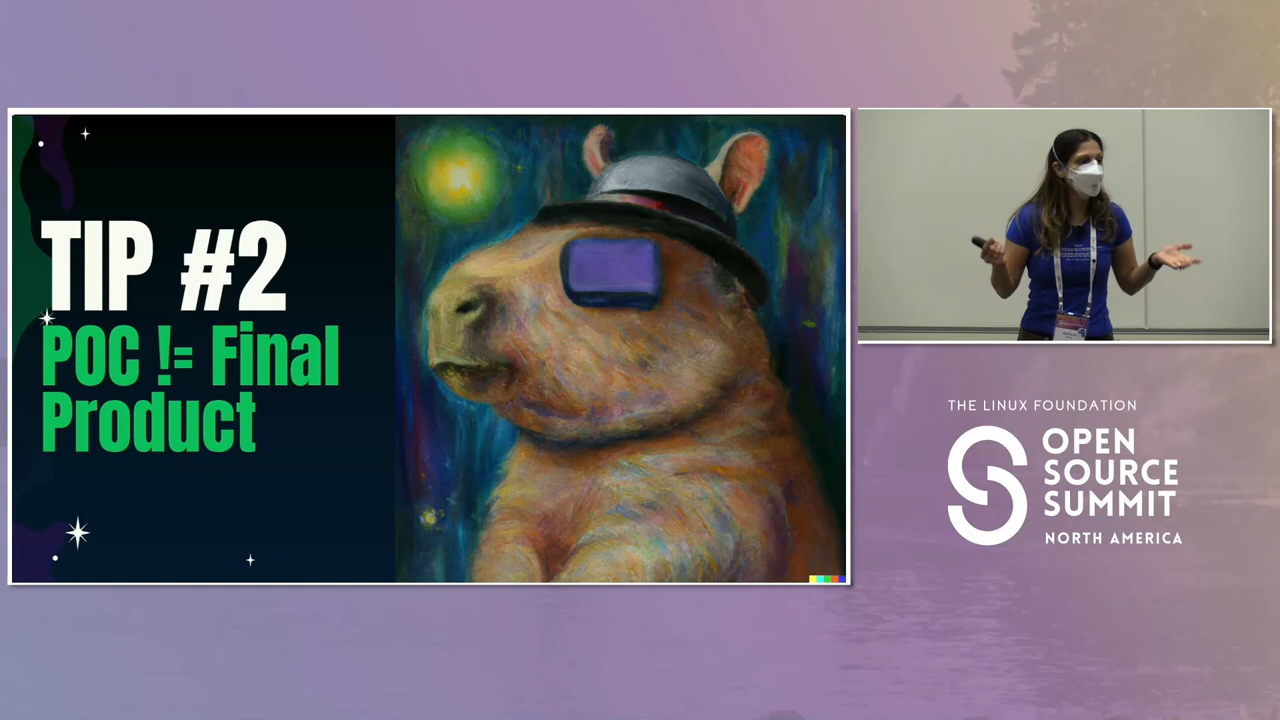 TIP #2
POC != Final
Product
THE LINUX FOUNDATION
OPEN
SOURCE
SUMMIT
NORTH AMERICA